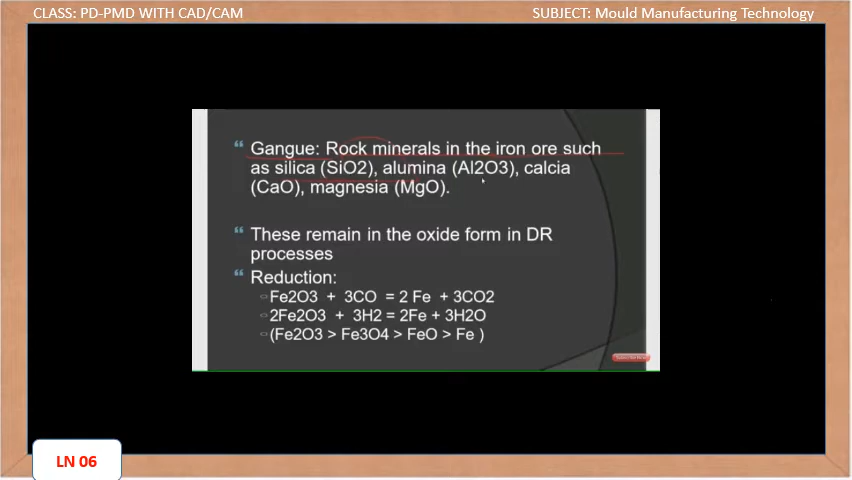 CLASS: PD-PMD WITH CAD/CAM
SUBJECT: Mould Manufacturing Technology
Gangue: Rock minerals in the iron ore such
as silica (SiO2), alumina (Al2O3), calcia
(CaO), magnesia (MgO).
These remain in the oxide form in DR
processes
Reduction:
Fe2O3 + 3CO = 2 Fe + 3CO2
2Fe2O3 + 3H2 = 2Fe + 3H2O
(Fe2O3 > Fe3O4 > FeO > Fe )
LN 06